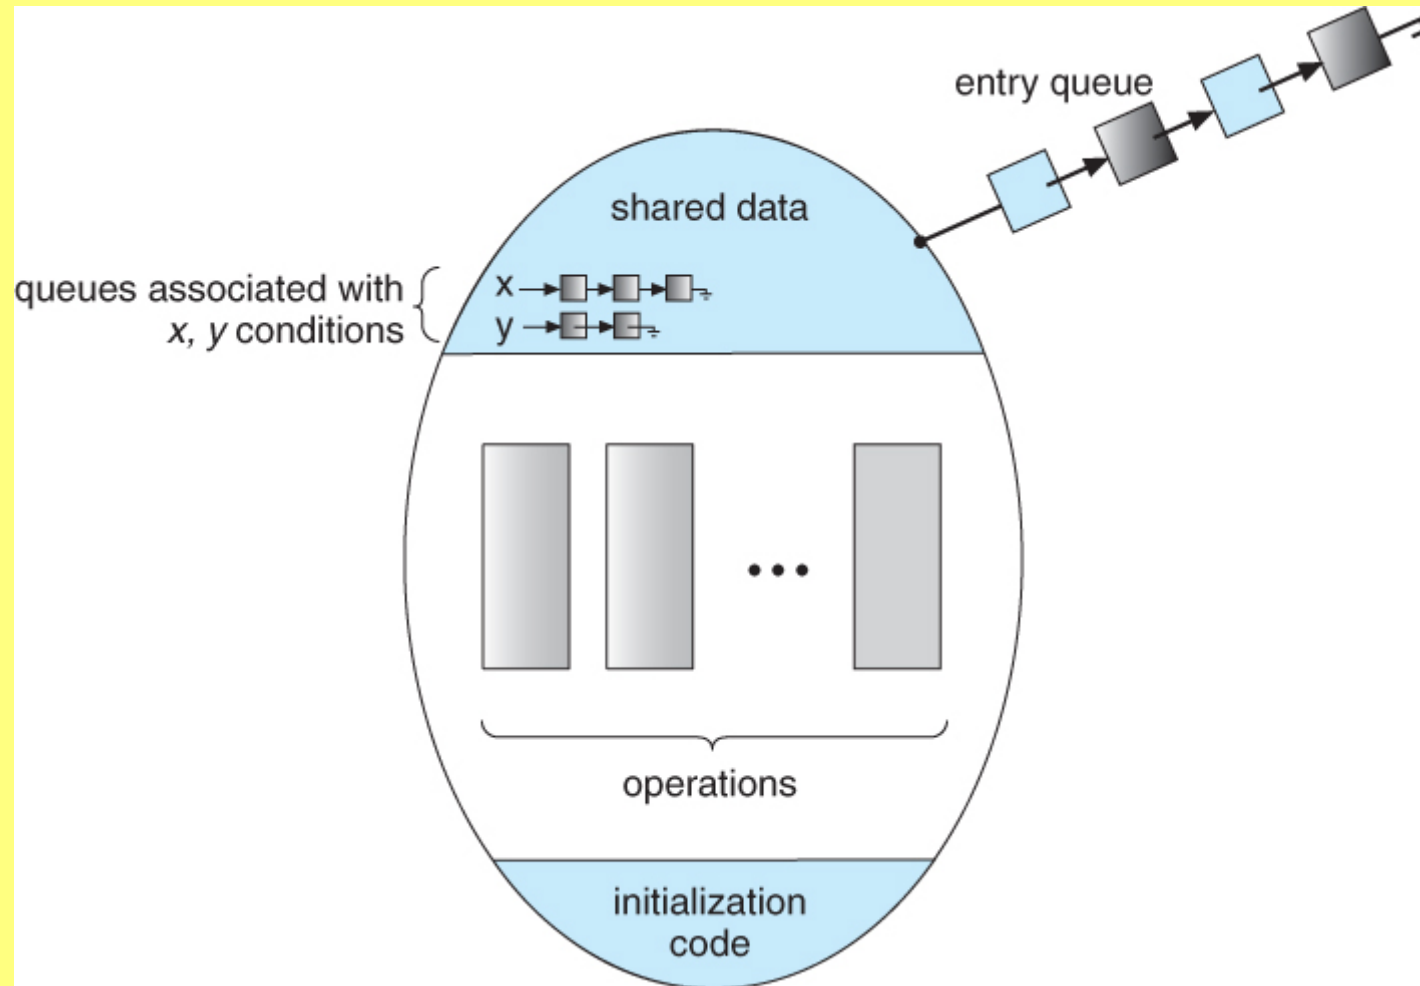 entry queue
shared data
queues associated with
x, y conditions
x
y
operations
initialization
code